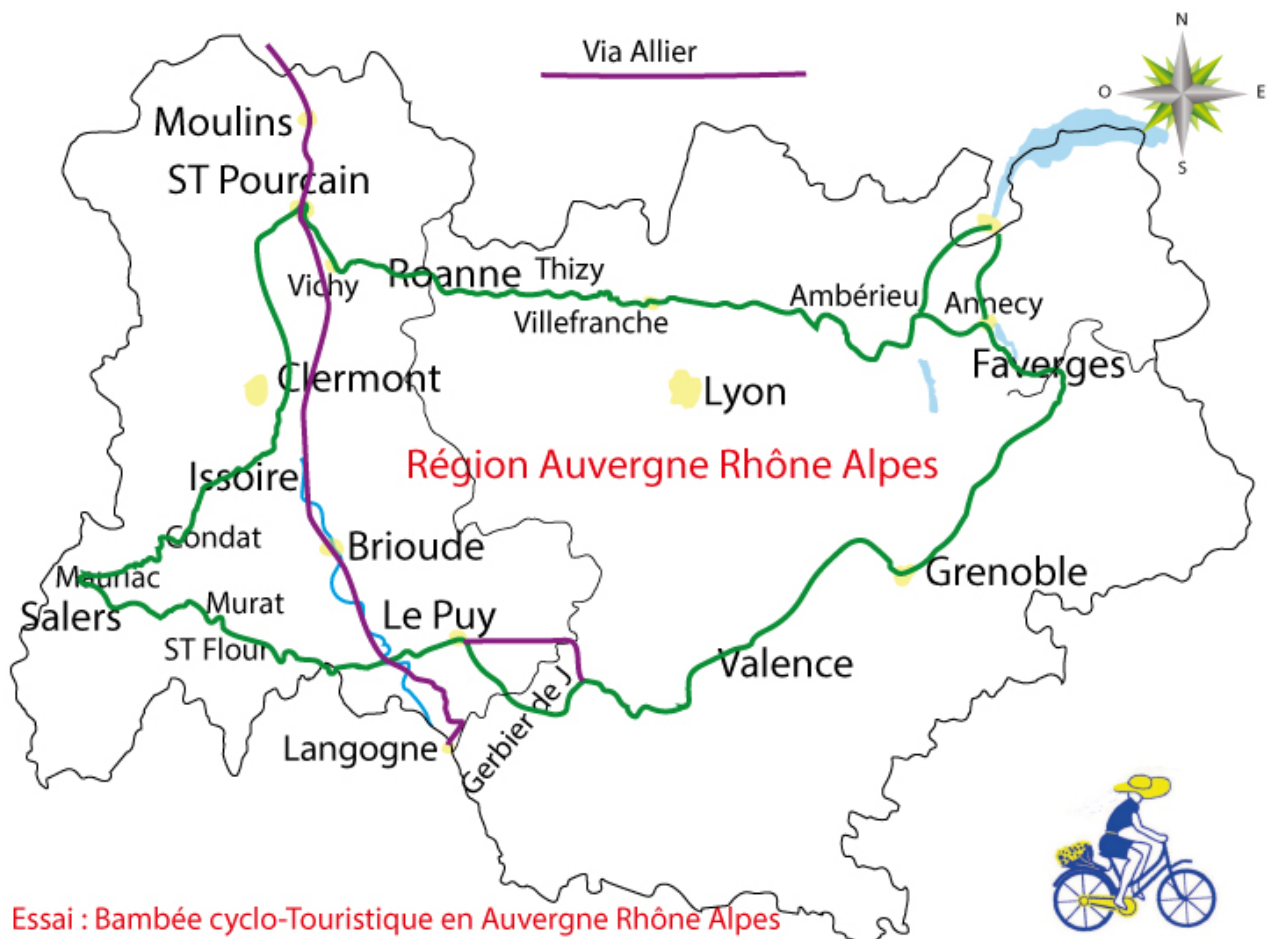 N
Via Allier
O
E
Moulins
S
ST Pourcain
Vichy
Roanne
Thizy
Villefranche
Ambérieu
Annecy
Faverges
Clermont
Lyon
Région Auvergne Rhône Alpes
Issoire
Condat
Brioude
Mauriac
Grenoble
Salers
Murat
Le Puy
ST Flour
Valence
Gerbier de J
Langogne
Essai : Bambée cyclo-Touristique en Auvergne Rhône Alpes